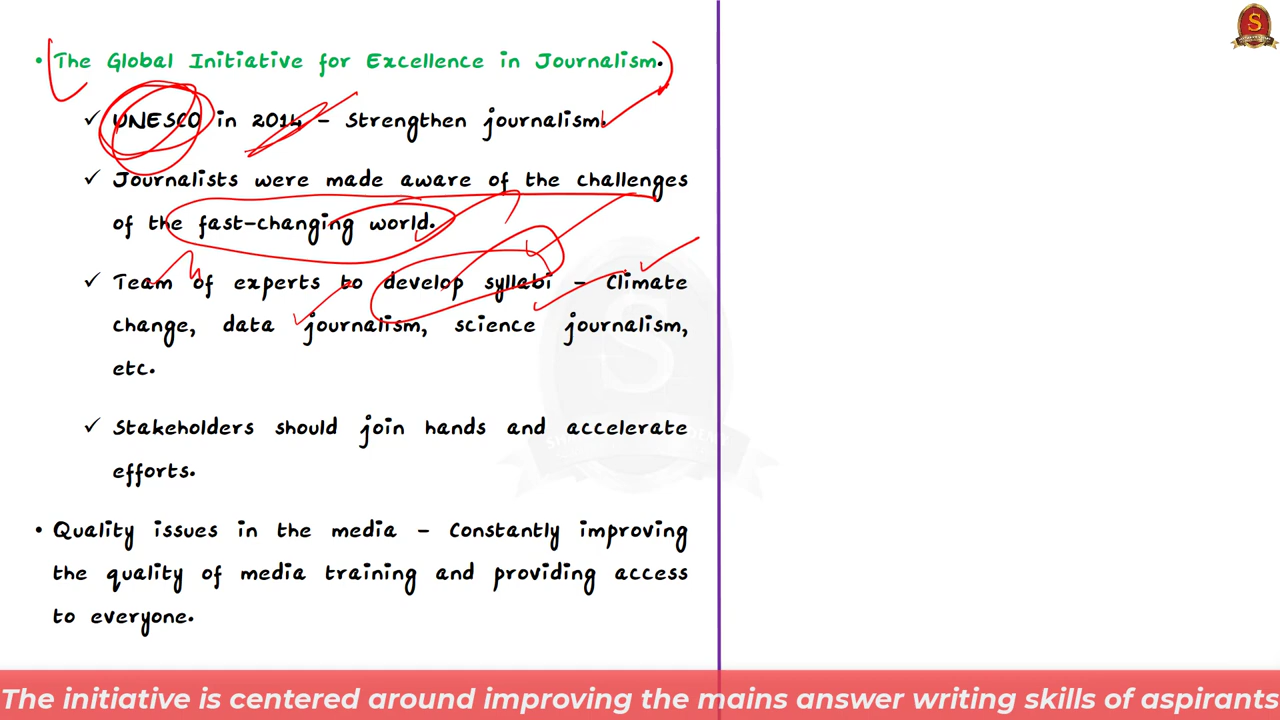 • The Global Initiative for Excellence in Journalism.
✓ UNESCO in 2014 – Strengthen journalism.
✓ Journalists were made aware of the challenges
of the fast-changing world.
✓ Team of experts to develop syllabi – Climate
change, data journalism, science journalism,
etc.
✓ Stakeholders should join hands and accelerate
efforts.
• Quality issues in the media – Constantly improving
the quality of media training and providing access
to everyone.
The initiative is centered around improving the mains answer writing skills of aspirants